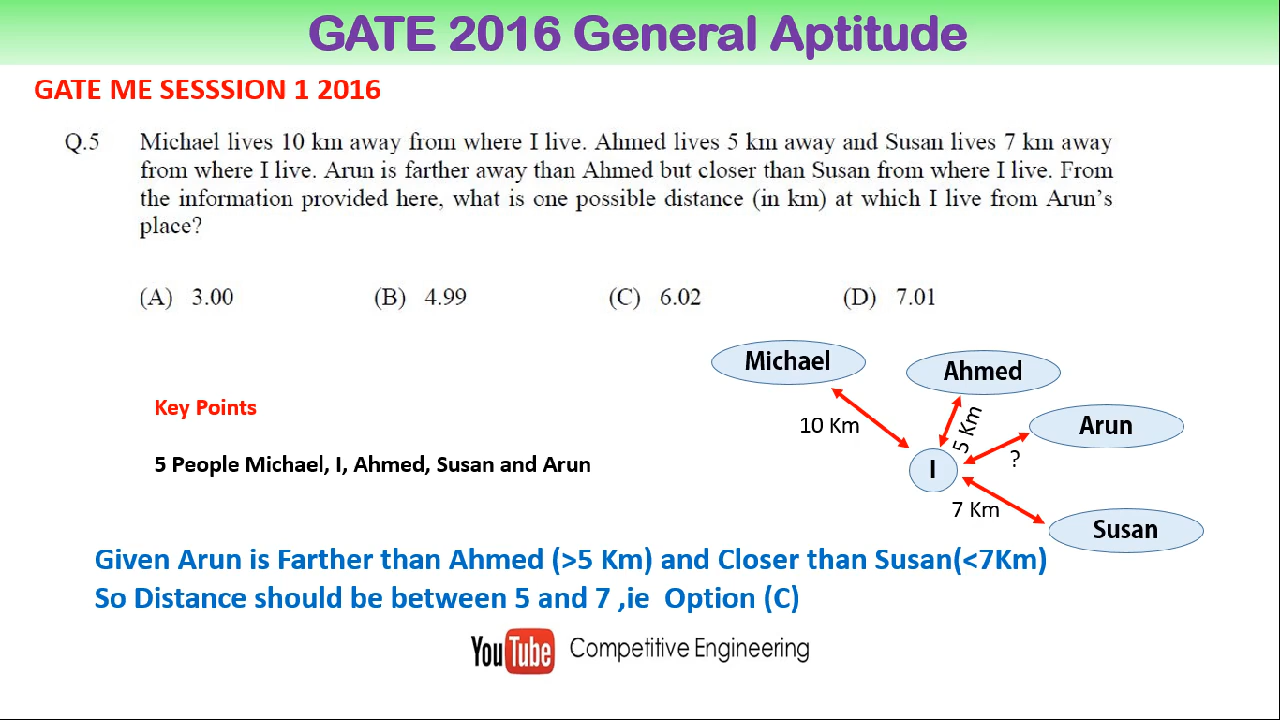 GATE 2016 General Aptitude
GATE ME SESSSION 1 2016
Q.5 Michael lives 10 km away from where I live. Ahmed lives 5 km away and Susan lives 7 km away
from where I live. Arun is farther away than Ahmed but closer than Susan from where I live. From
the information provided here, what is one possible distance (in km) at which I live from Arun's
place?
(A) 3.00 (B) 4.99 (C) 6.02 (D) 7.01
Michael
Ahmed
Key Points
10 Km
5 Km
Arun
5 People Michael, I, Ahmed, Susan and Arun
I
?
7 Km
Susan
Given Arun is Farther than Ahmed (>5 Km) and Closer than Susan(<7Km)
So Distance should be between 5 and 7 ,ie Option (C)
YouTube Competitive Engineering